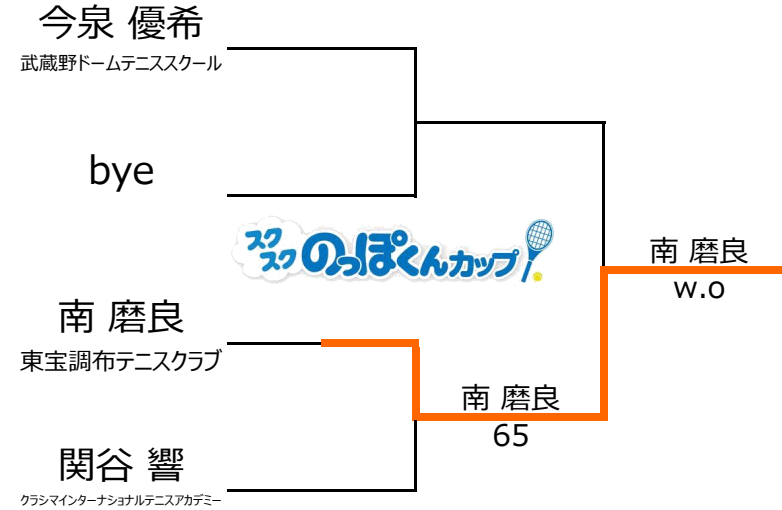 今泉 優希
武蔵野ドームテニススクール
bye
スク
スク のっぽくんカップ
南 磨良
w.o
南 磨良
東宝調布テニスクラブ
南 磨良
65
関谷 響
クラシマインターナショナルテニスアカデミー